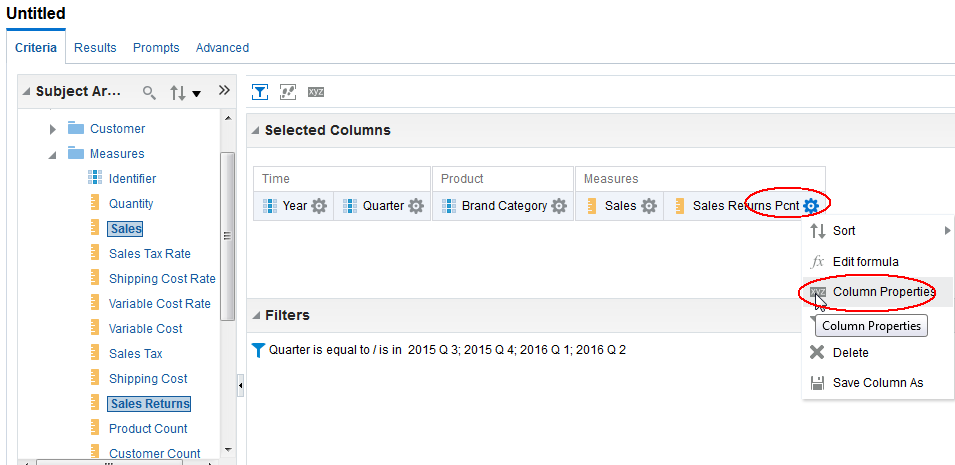 Untitled
Criteria Results Prompts Advanced
Subject Ar...
Customer
Measures
Identifier
Quantity
Sales
Sales Tax Rate
Shipping Cost Rate
Variable Cost Rate
Variable Cost
Sales Tax
Shipping Cost
Sales Returns
Product Count
Customer Count
xyz
Selected Columns
Time Product Measures
Year Quarter Brand Category Sales Sales Returns Pcnt
Sort
fx Edit formula
Column Properties
Column Properties
Delete
Save Column As
Filters
Quarter is equal to / is in 2015 Q 3; 2015 Q 4; 2016 Q 1; 2016 Q 2